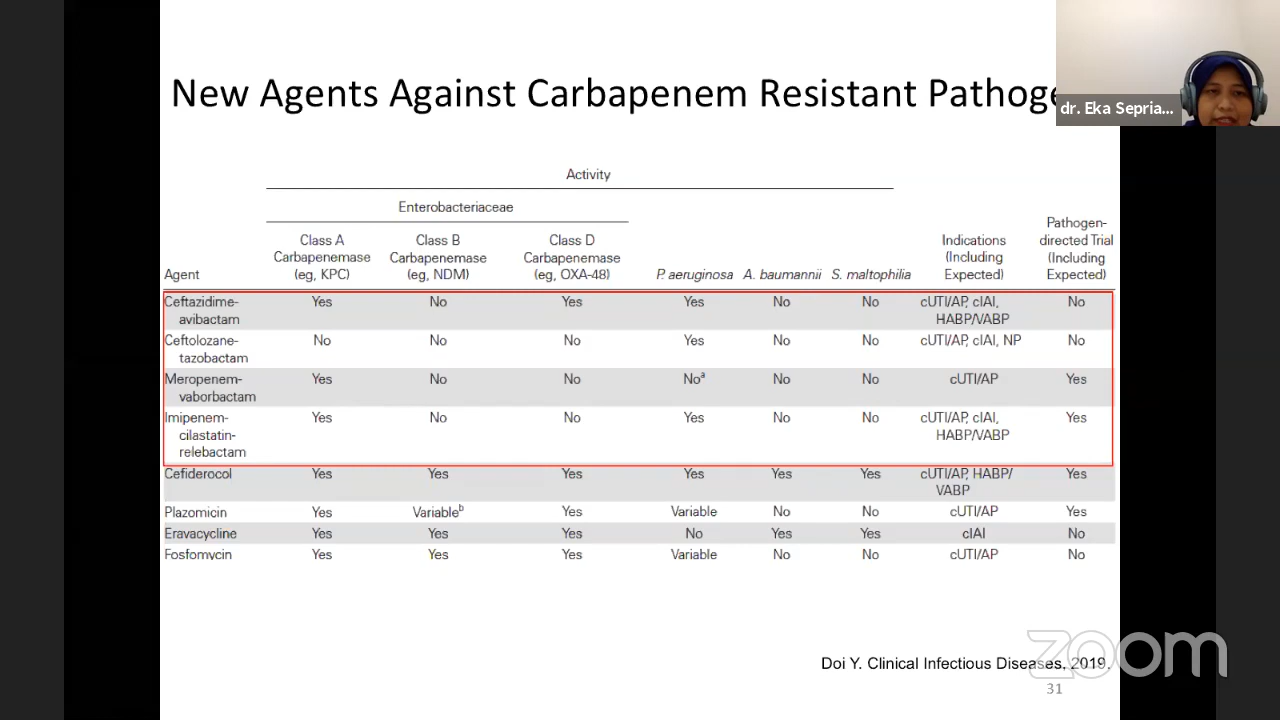 New Agents Against Carbapenem Resistant Pathoge
dr. Eka Sepria...
Activity
Enterobacteriaceae
Class A Carbapenemase (eg, KPC)
Class B Carbapenemase (eg, NDM)
Class D Carbapenemase (eg, OXA-48)
Indications (Including Expected)
Pathogen-directed Trial (Including Expected)
Agent
P. aeruginosa
A. baumannii
S. maltophilia
Ceftazidime-avibactam Yes No Yes Yes No No cUTI/AP, cIAI, HABP/VABP No
Ceftolozane-tazobactam No No No Yes No No cUTI/AP, cIAI, NP No
Meropenem-vaborbactam Yes No No Noᵃ No No cUTI/AP Yes
Imipenem-cilastatin-relebactam Yes No No Yes No No cUTI/AP, cIAI, HABP/VABP Yes
Cefiderocol Yes Yes Yes Yes Yes Yes cUTI/AP, HABP/VABP Yes
Plazomicin Yes Variableᵇ Yes Variable No No cUTI/AP Yes
Eravacycline Yes Yes Yes No Yes Yes cIAI No
Fosfomycin Yes Yes Yes Variable No No cUTI/AP No
Doi Y. Clinical Infectious Diseases, 2019.
zoom
31